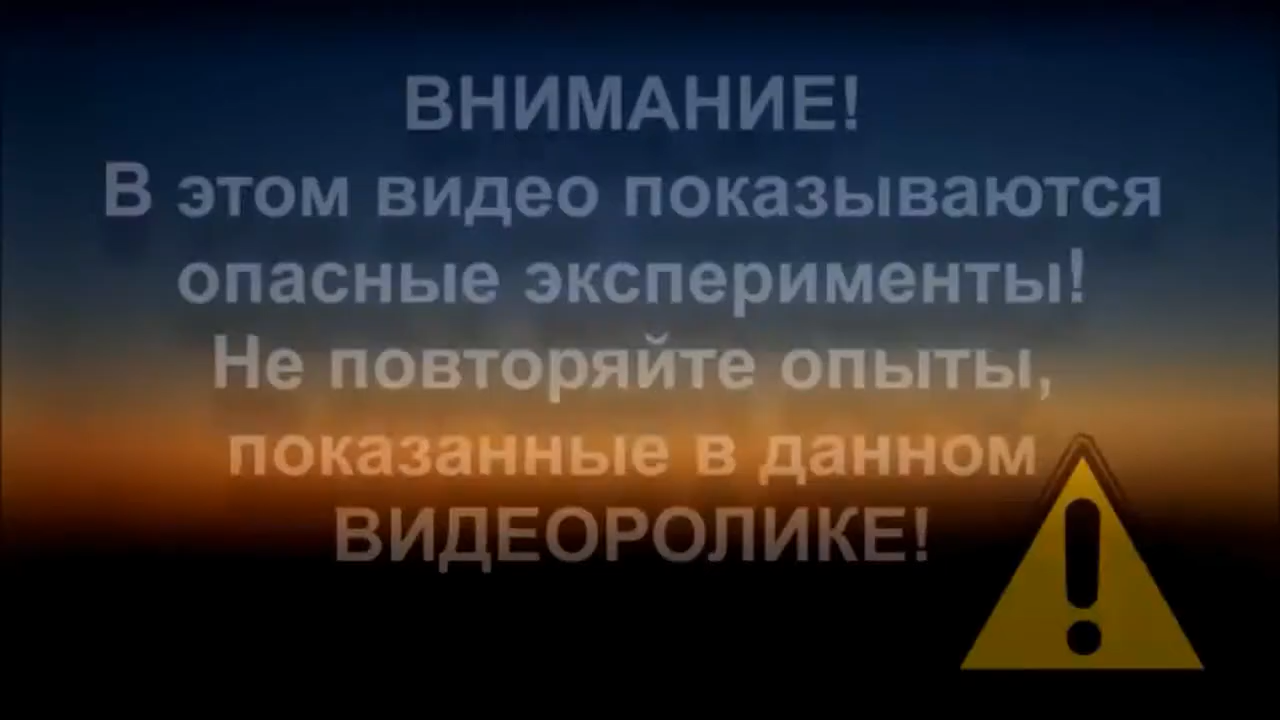 ВНИМАНИЕ!
В этом видео показываются
опасные эксперименты!
Не повторяйте опыты,
показанные в данном
ВИДЕОРОЛИКЕ!